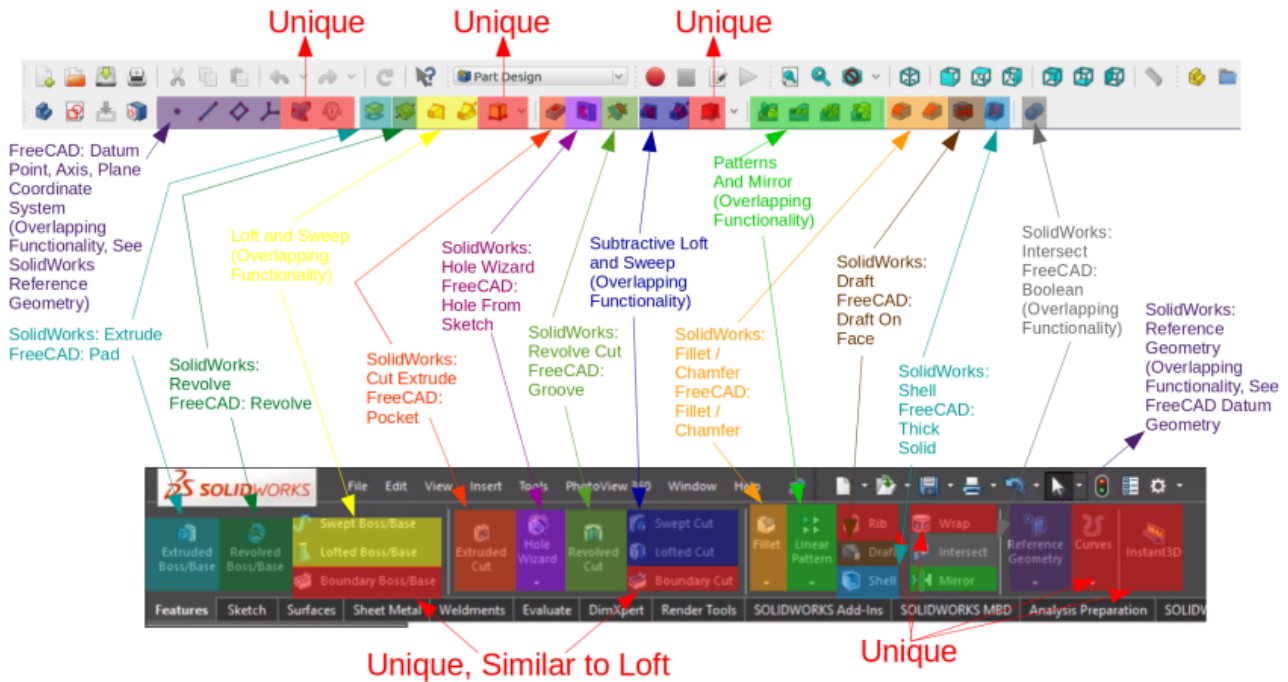 Unique
Unique
Unique
Part Design
FreeCAD: Datum
Point, Axis, Plane
Coordinate
System
(Overlapping
Functionality, See
SolidWorks
Reference
Geometry)
SolidWorks: Extrude
FreeCAD: Pad
SolidWorks:
Revolve
FreeCAD: Revolve
Loft and Sweep
(Overlapping
Functionality)
SolidWorks:
Cut Extrude
FreeCAD:
Pocket
SolidWorks:
Hole Wizard
FreeCAD:
Hole From
Sketch
SolidWorks:
Revolve Cut
FreeCAD:
Groove
Subtractive Loft
and Sweep
(Overlapping
Functionality)
Patterns
And Mirror
(Overlapping
Functionality)
SolidWorks:
Fillet /
Chamfer
FreeCAD:
Fillet /
Chamfer
SolidWorks:
Draft
FreeCAD:
Draft On
Face
SolidWorks:
Shell
FreeCAD:
Thick
Solid
SolidWorks:
Intersect
FreeCAD:
Boolean
(Overlapping
Functionality)
SolidWorks:
Reference
Geometry
(Overlapping
Functionality, See
FreeCAD Datum
Geometry
SOLIDWORKS File Edit View Insert Tools PhotoView 360 Window Help
Extruded
Boss/Base
Revolved
Boss/Base
Swept Boss/Base
Lofted Boss/Base
Boundary Boss/Base
Extruded
Cut
Hole
Wizard
Revolved
Cut
Swept Cut
Lofted Cut
Boundary Cut
Fillet
Linear
Pattern
Rib
Draft
Shell
Wrap
Intersect
Mirror
Reference
Geometry
Curves
Instant3D
Features Sketch Surfaces Sheet Metal Weldments Evaluate DimXpert Render Tools SOLIDWORKS Add-Ins SOLIDWORKS MBD Analysis Preparation SOLIDW
Unique, Similar to Loft
Unique